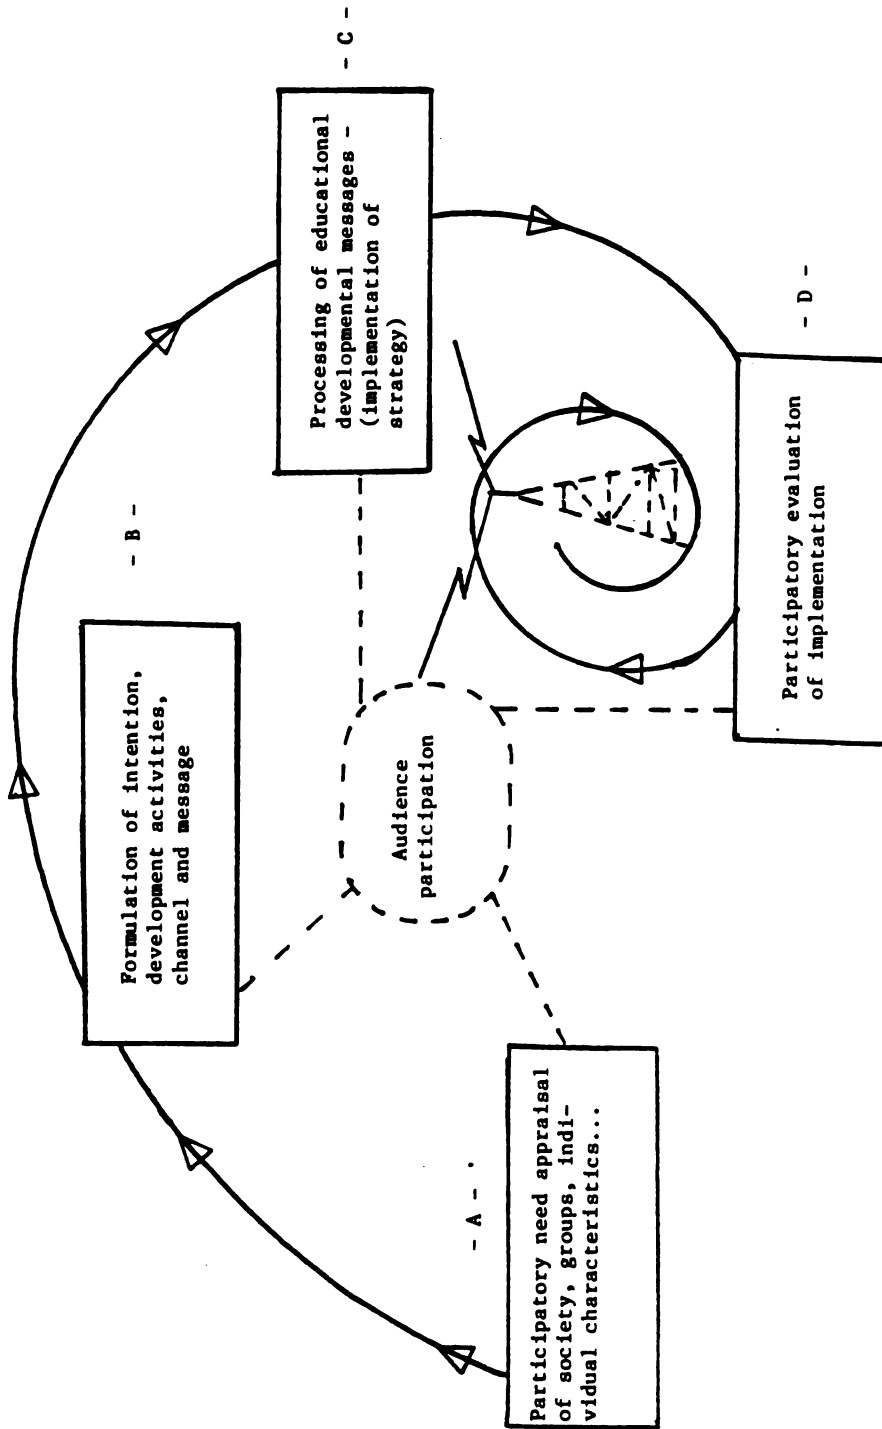 - A -
Participatory need appraisal
of society, groups, indi-
vidual characteristics...
- B -
Formulation of intention,
development activities,
channel and message
- C -
Processing of educational
developmental messages -
(implementation of
strategy)
Audience
participation
- D -
Participatory evaluation
of implementation